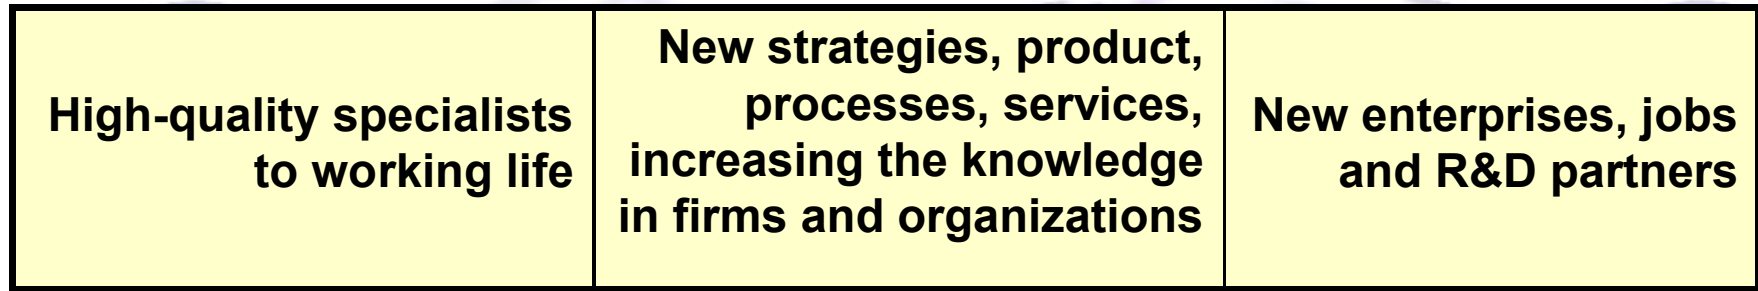 High-quality specialists
to working life
New strategies, product,
processes, services,
increasing the knowledge
in firms and organizations
New enterprises, jobs
and R&D partners